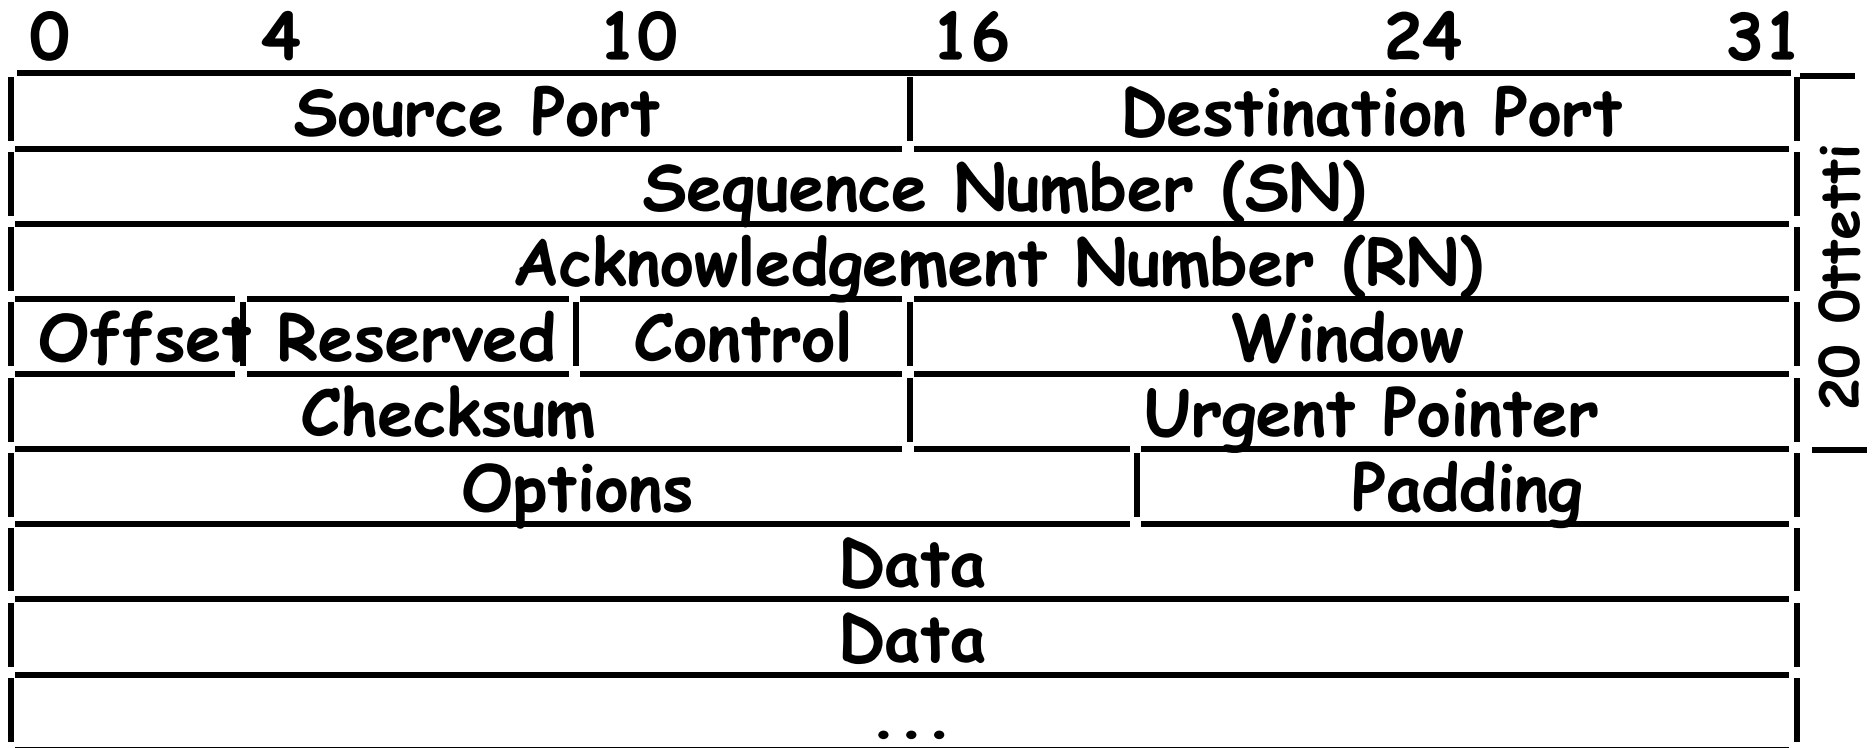 0 4 10 16 24 31
Source Port Destination Port
Sequence Number (SN)
Acknowledgement Number (RN)
Offset Reserved Control Window
Checksum Urgent Pointer
Options Padding
Data
Data
...
20 Ottetti